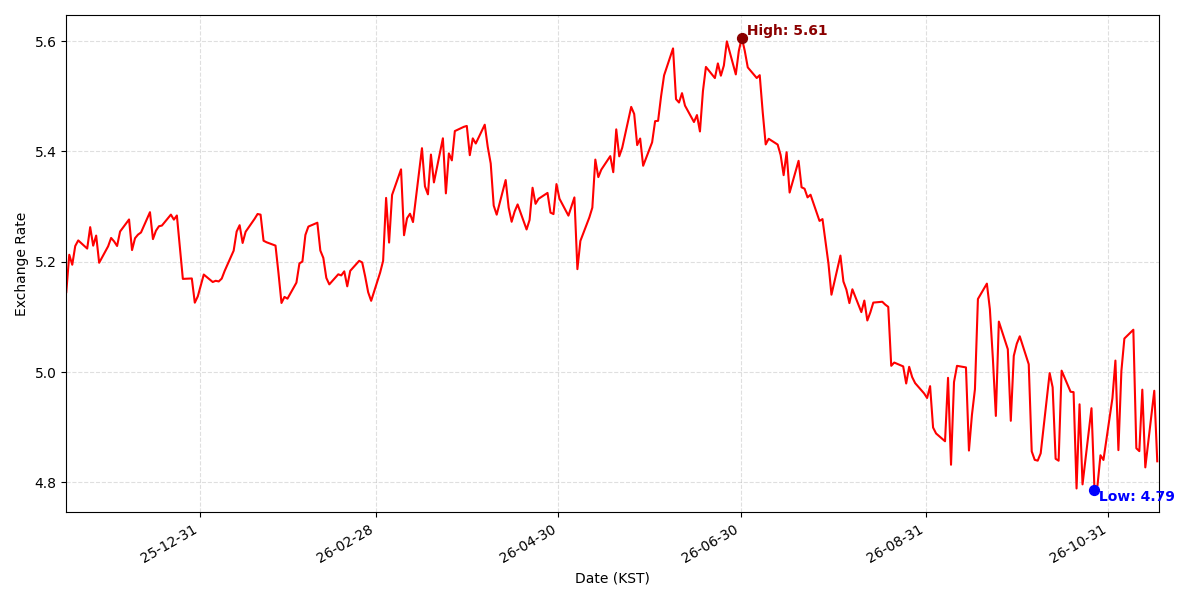 High: 5.61
5.6
5.4
5.2
5.0
4.8
Exchange Rate
Low: 4.79
25-12-31
26-02-28
26-04-30
26-06-30
26-08-31
26-10-31
Date (KST)